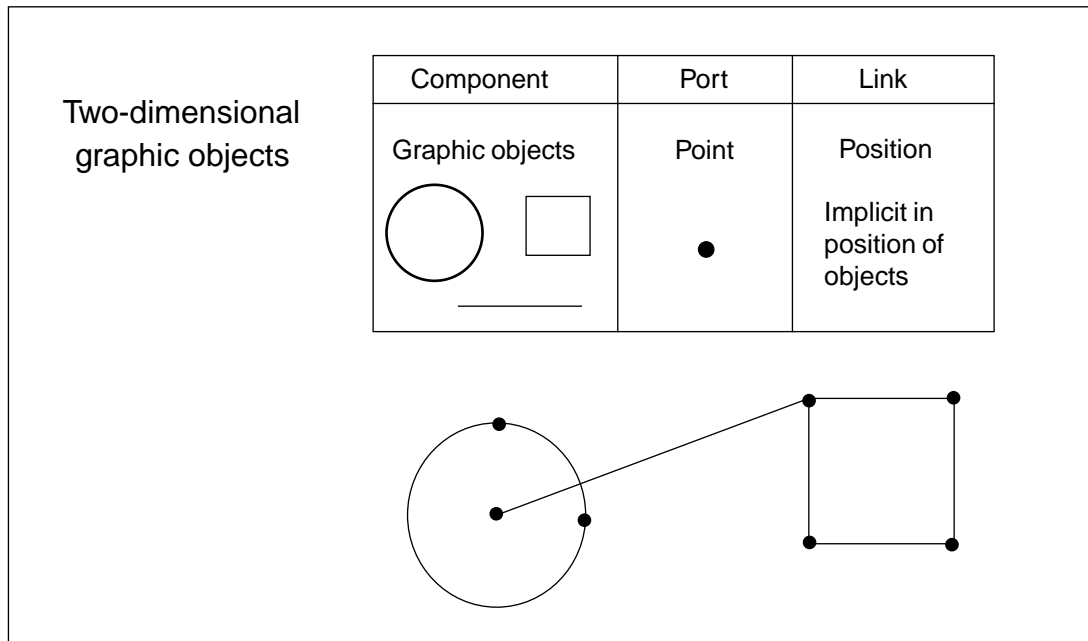 Two-dimensional
graphic objects
Component
Port
Link
Graphic objects
Point
Position
Implicit in
position of
objects